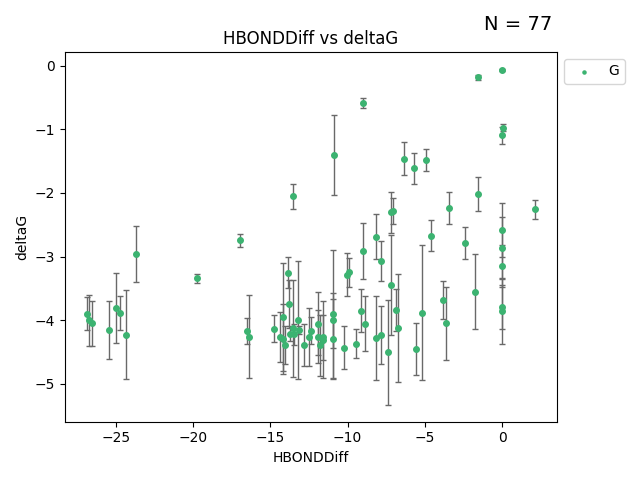 N = 77
HBONDDiff vs deltaG
G
deltaG
0
−1
−2
−3
−4
−5
−25 −20 −15 −10 −5 0
HBONDDiff